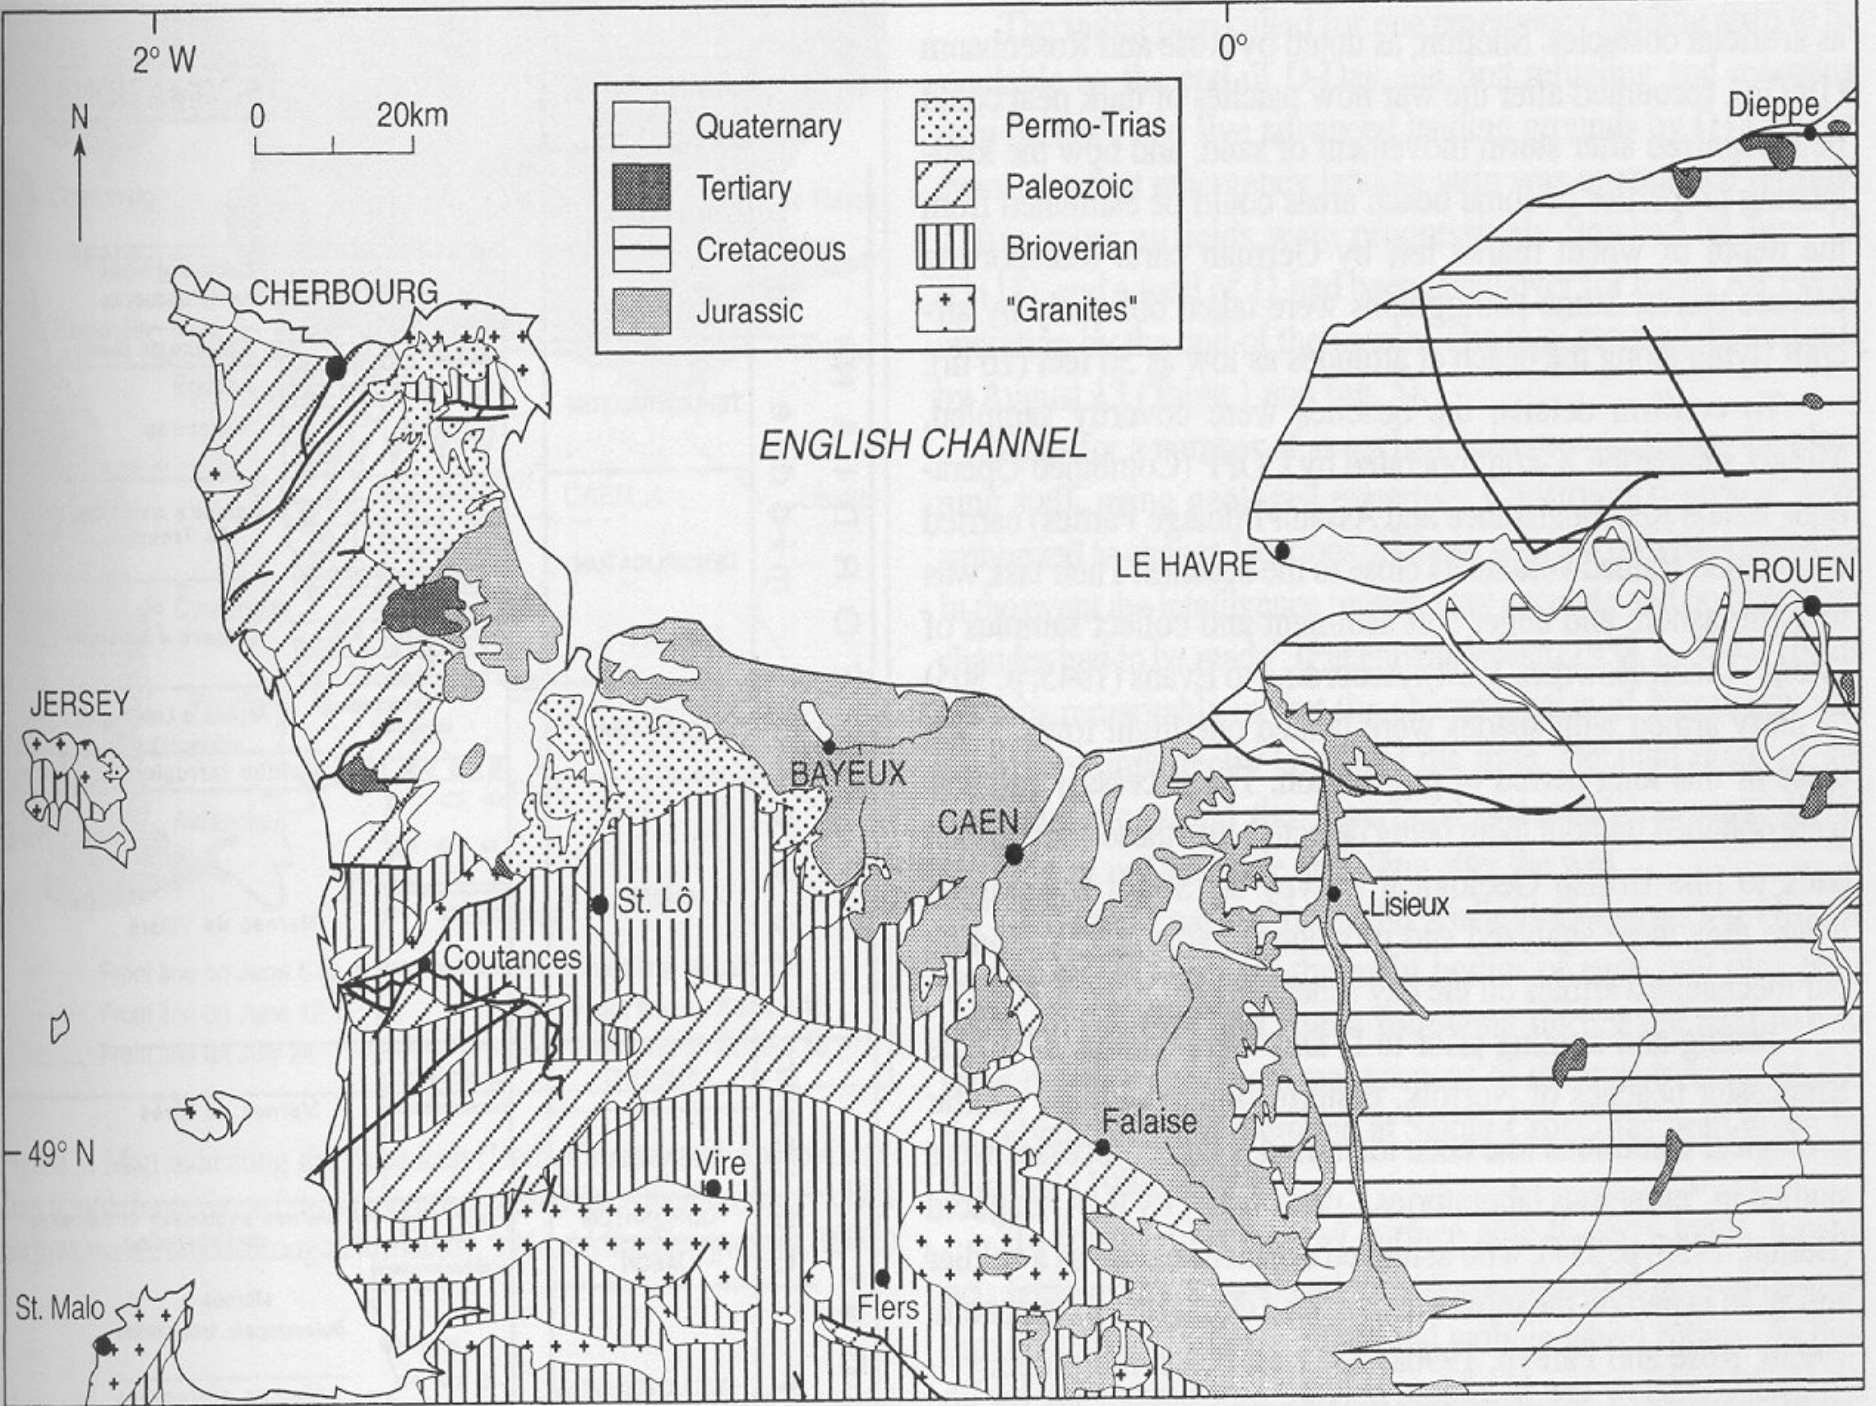 2° W
0°
N
0 20km
Quaternary
Tertiary
Cretaceous
Jurassic
Permo-Trias
Paleozoic
Brioverian
"Granites"
Dieppe
CHERBOURG
ENGLISH CHANNEL
LE HAVRE
ROUEN
JERSEY
BAYEUX
CAEN
St. Lô
Lisieux
Coutances
Falaise
49° N
Vire
St. Malo
Flers